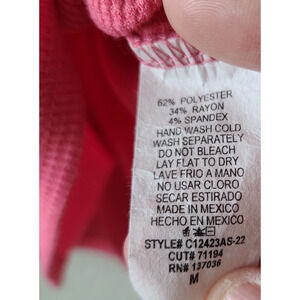 62% POLYESTER
34% RAYON
4% SPANDEX
HAND WASH COLD
WASH SEPARATELY
DO NOT BLEACH
LAY FLAT TO DRY
LAVE FRIO A MANO
NO USAR CLORO
SECAR ESTIRADO
MADE IN MEXICO
HECHO EN MEXICO
STYLE# C12423AS-22
CUT# 71194
RN# 137036
M